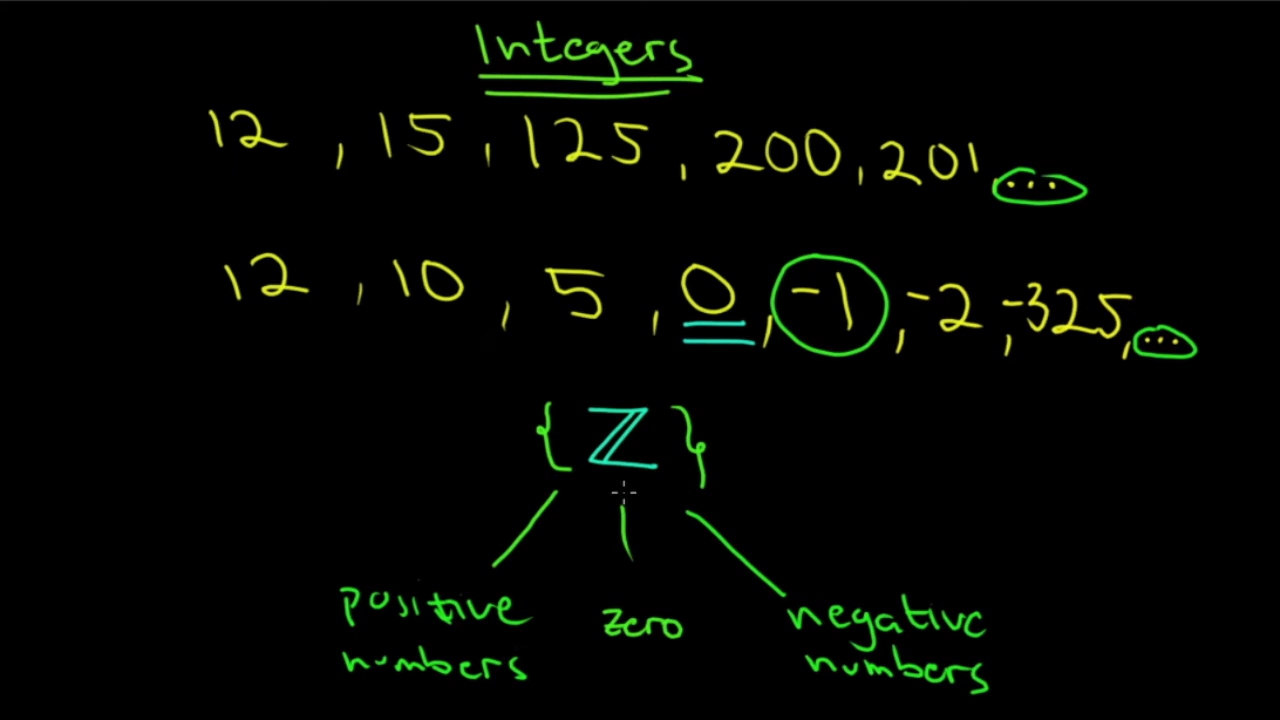 Integers
12 , 15 , 125 , 200 , 201 ...
12 , 10 , 5 , 0 , -1 , -2 , -325 , ...
{ ℤ }
positive zero negative
numbers numbers